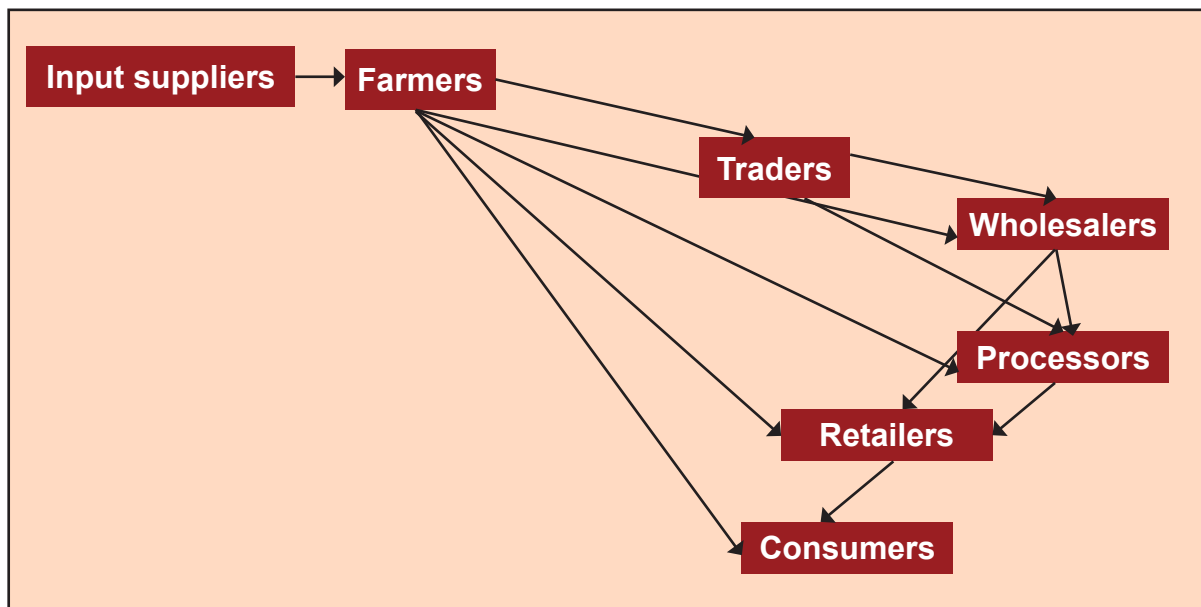 Input suppliers
Farmers
Traders
Wholesalers
Processors
Retailers
Consumers